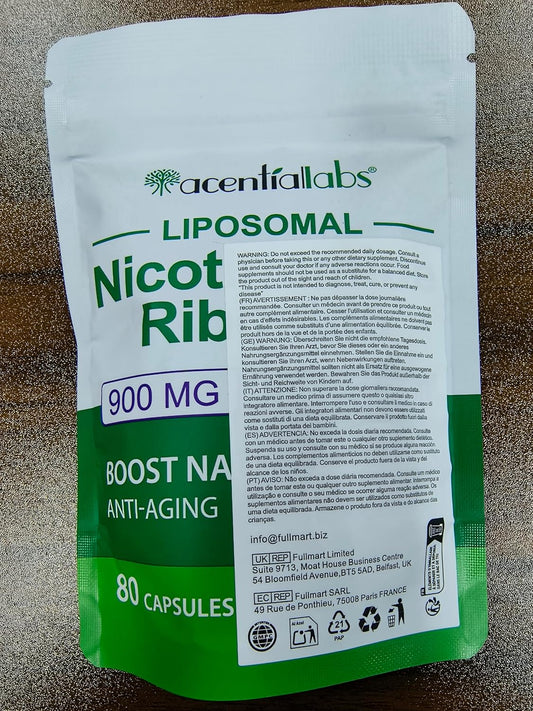 acentiallabs®
LIPOSOMAL
Nicot
Rib
900 MG
BOOST NA
ANTI-AGING
80 CAPSULES
WARNING: Do not exceed the recommended daily dosage. Consult a
physician before taking this or any other dietary supplement. Discontinue
use and consult your doctor if any adverse reactions occur. Food
supplements should not be used as a substitute for a balanced diet. Store
the product out of the sight and reach of children.
"This product is not intended to diagnose, treat, cure, or prevent any
disease"
(FR) AVERTISSEMENT : Ne pas dépasser la dose journalière
recommandée. Consulter un médecin avant de prendre ce produit ou tout
autre complément alimentaire. Cesser l'utilisation et consulter un médecin
en cas d'effets indésirables. Les compléments alimentaires ne doivent pas
être utilisés comme substituts d'une alimentation équilibrée. Conserver le
produit hors de la vue et de la portée des enfants.
(GE) WARNUNG: Überschreiten Sie nicht die empfohlene Tagesdosis.
Konsultieren Sie Ihren Arzt, bevor Sie dieses oder ein anderes
Nahrungsergänzungsmittel einnehmen. Stellen Sie die Einnahme ein und
konsultieren Sie Ihren Arzt, wenn Nebenwirkungen auftreten.
Nahrungsergänzungsmittel sollten nicht als Ersatz für eine ausgewogene
Ernährung verwendet werden. Bewahren Sie das Produkt außerhalb der
Sicht- und Reichweite von Kindern auf.
(IT) ATTENZIONE: Non superare la dose giornaliera raccomandata.
Consultare un medico prima di assumere questo o qualsiasi altro
integratore alimentare. Interrompere l'uso e consultare il medico in caso di
reazioni avverse. Gli integratori alimentari non devono essere utilizzati
come sostituti di una dieta equilibrata. Conservare il prodotto fuori dalla
vista e dalla portata dei bambini.
(ES) ADVERTENCIA: No exceda la dosis diaria recomendada. Consulte
con un médico antes de tomar este o cualquier otro suplemento dietético.
Suspenda su uso y consulte con su médico si se produce alguna reacción
adversa. Los complementos alimenticios no deben utilizarse como sustituto
de una dieta equilibrada. Conserve el producto fuera de la vista y del
alcance de los niños.
(PT) AVISO: Não exceda a dose diária recomendada. Consulte um médico
antes de tomar este ou qualquer outro suplemento alimentar. Interrompa a
utilização e consulte o seu médico se ocorrer alguma reação adversa. Os
suplementos alimentares não devem ser utilizados como substitutos de
uma dieta equilibrada. Armazene o produto fora da vista e do alcance das
crianças.
info@fullmart.biz
UK REP Fullmart Limited
Suite 9713, Moat House Business Centre
54 Bloomfield Avenue,BT5 5AD, Belfast, UK
EC REP Fullmart SARL
49 Rue de Ponthieu, 75008 Paris FRANCE
21
PAP